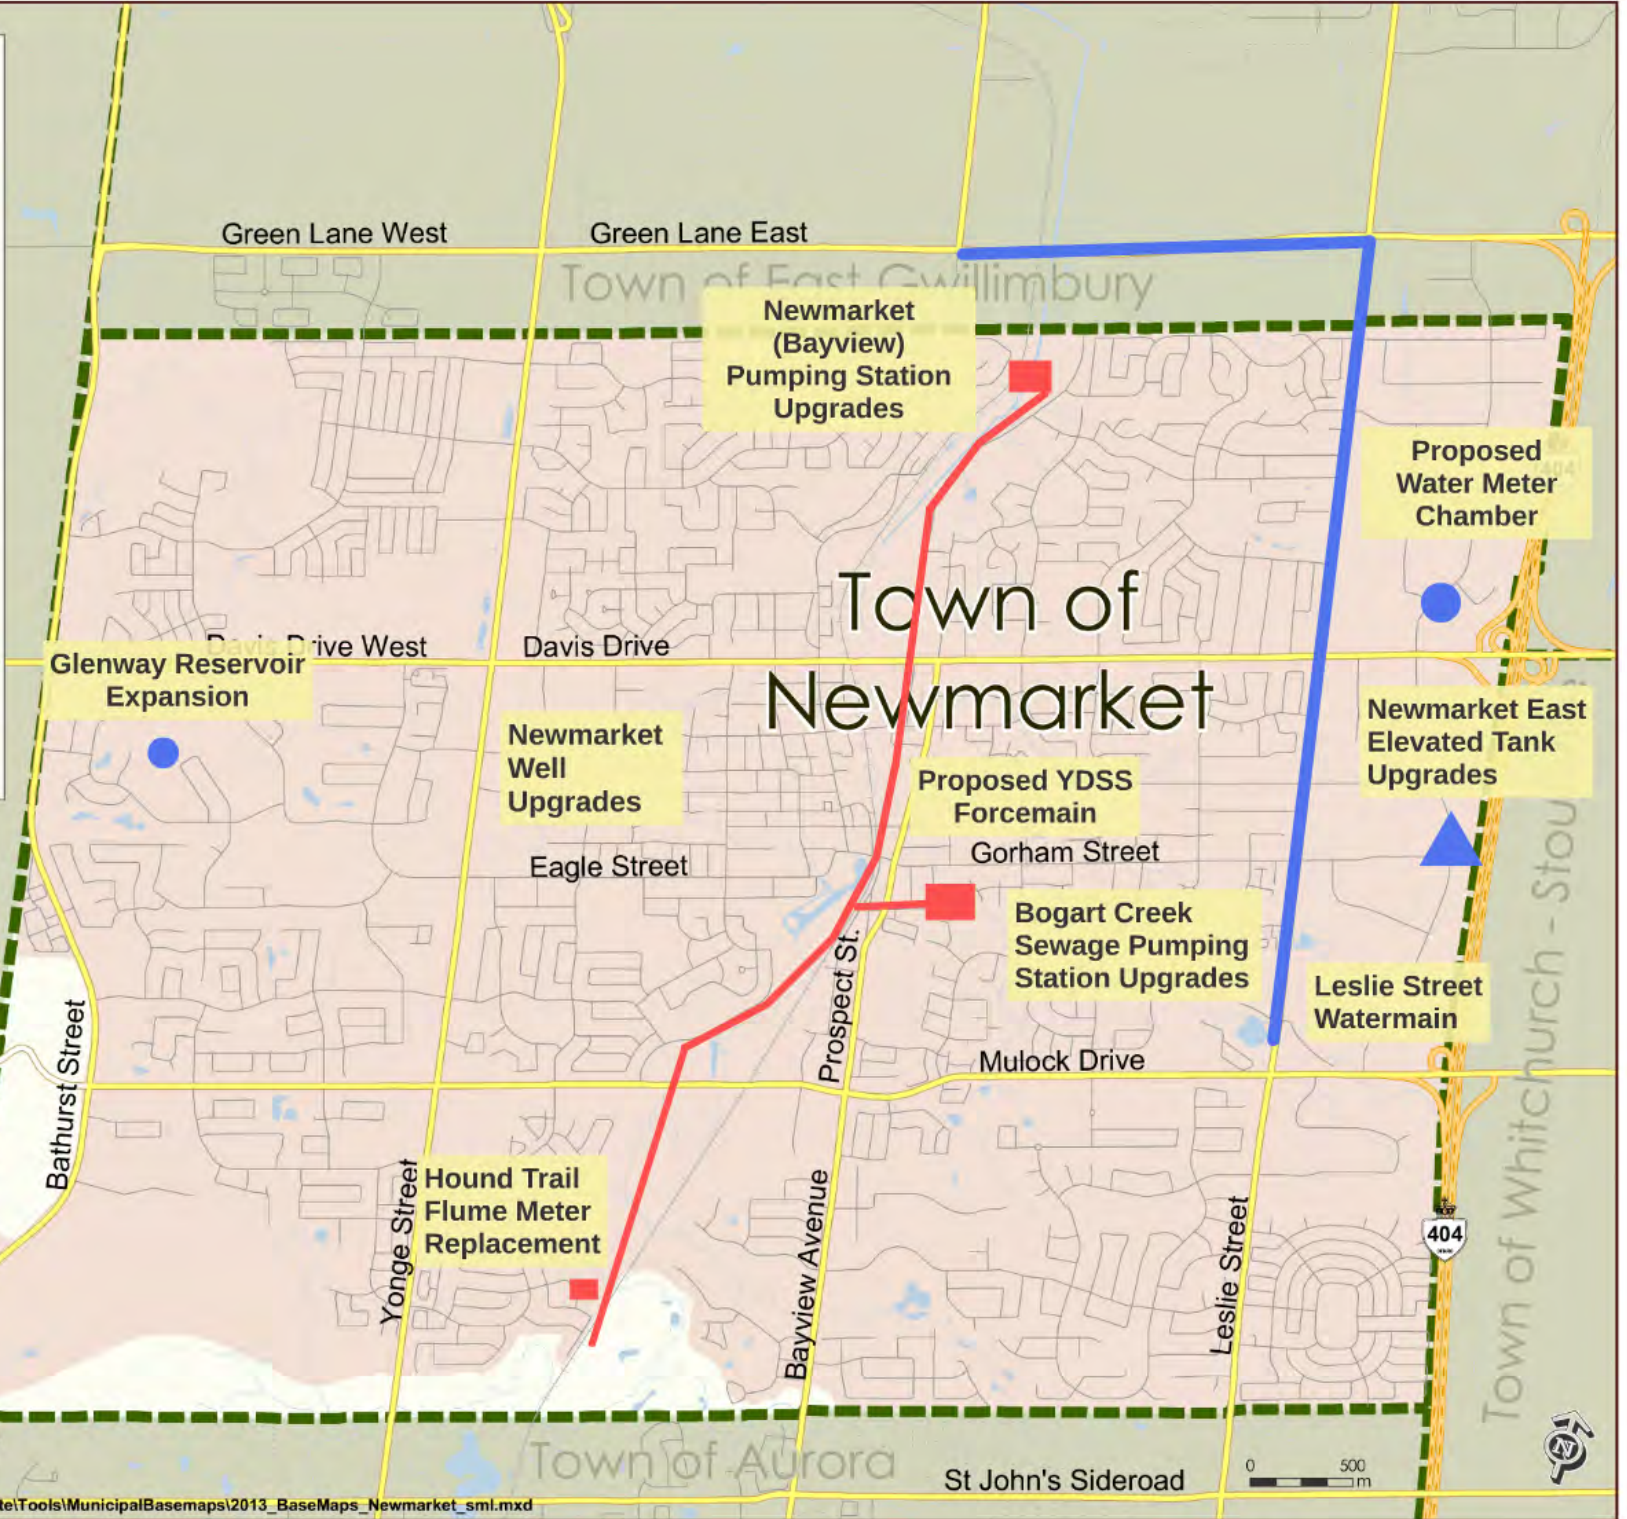 Green Lane West
Green Lane East
Town of East Gwillimbury
Newmarket
(Bayview)
Pumping Station
Upgrades
Proposed
Water Meter
Chamber
404
Town of
Newmarket
Davis Drive West
Davis Drive
Glenway Reservoir
Expansion
Newmarket
Well
Upgrades
Newmarket East
Elevated Tank
Upgrades
Proposed YDSS
Forcemain
Gorham Street
Eagle Street
Bogart Creek
Sewage Pumping
Station Upgrades
Leslie Street
Watermain
Prospect St.
Mulock Drive
Bathurst Street
Yonge Street
Hound Trail
Flume Meter
Replacement
Bayview Avenue
Leslie Street
404
Town of Whitchurch - Stou
Town of Aurora
St John's Sideroad
0 500
m
N
te\Tools\MunicipalBasemaps\2013_BaseMaps_Newmarket_sml.mxd